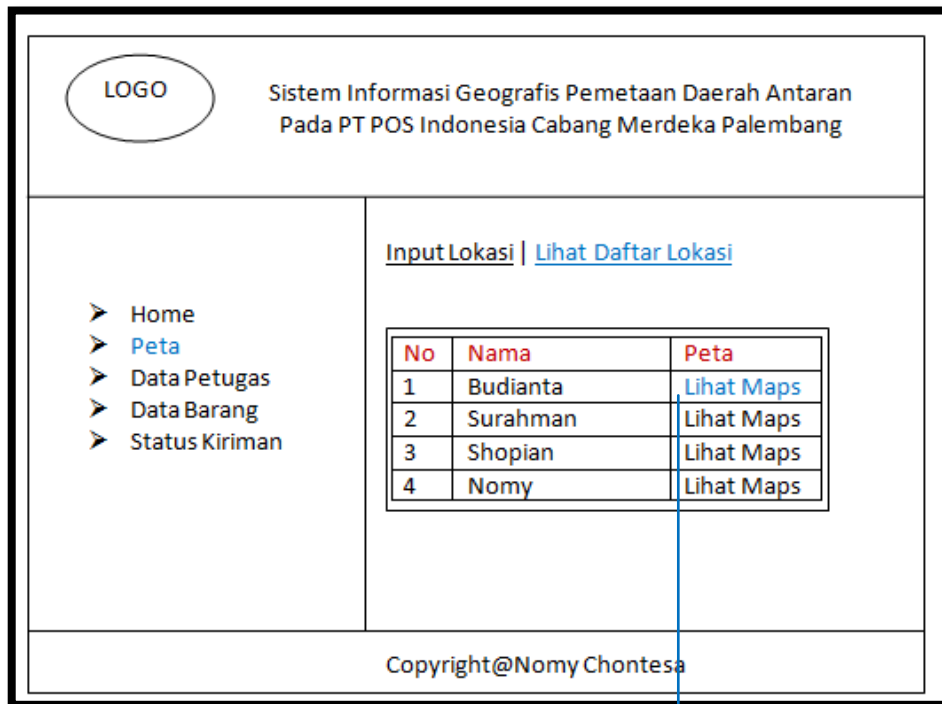 LOGO
Sistem Informasi Geografis Pemetaan Daerah Antaran
Pada PT POS Indonesia Cabang Merdeka Palembang
Home
Peta
Data Petugas
Data Barang
Status Kiriman
Input Lokasi | Lihat Daftar Lokasi
No Nama Peta
1 Budianta Lihat Maps
2 Surahman Lihat Maps
3 Shopian Lihat Maps
4 Nomy Lihat Maps
Copyright@Nomy Chontesa